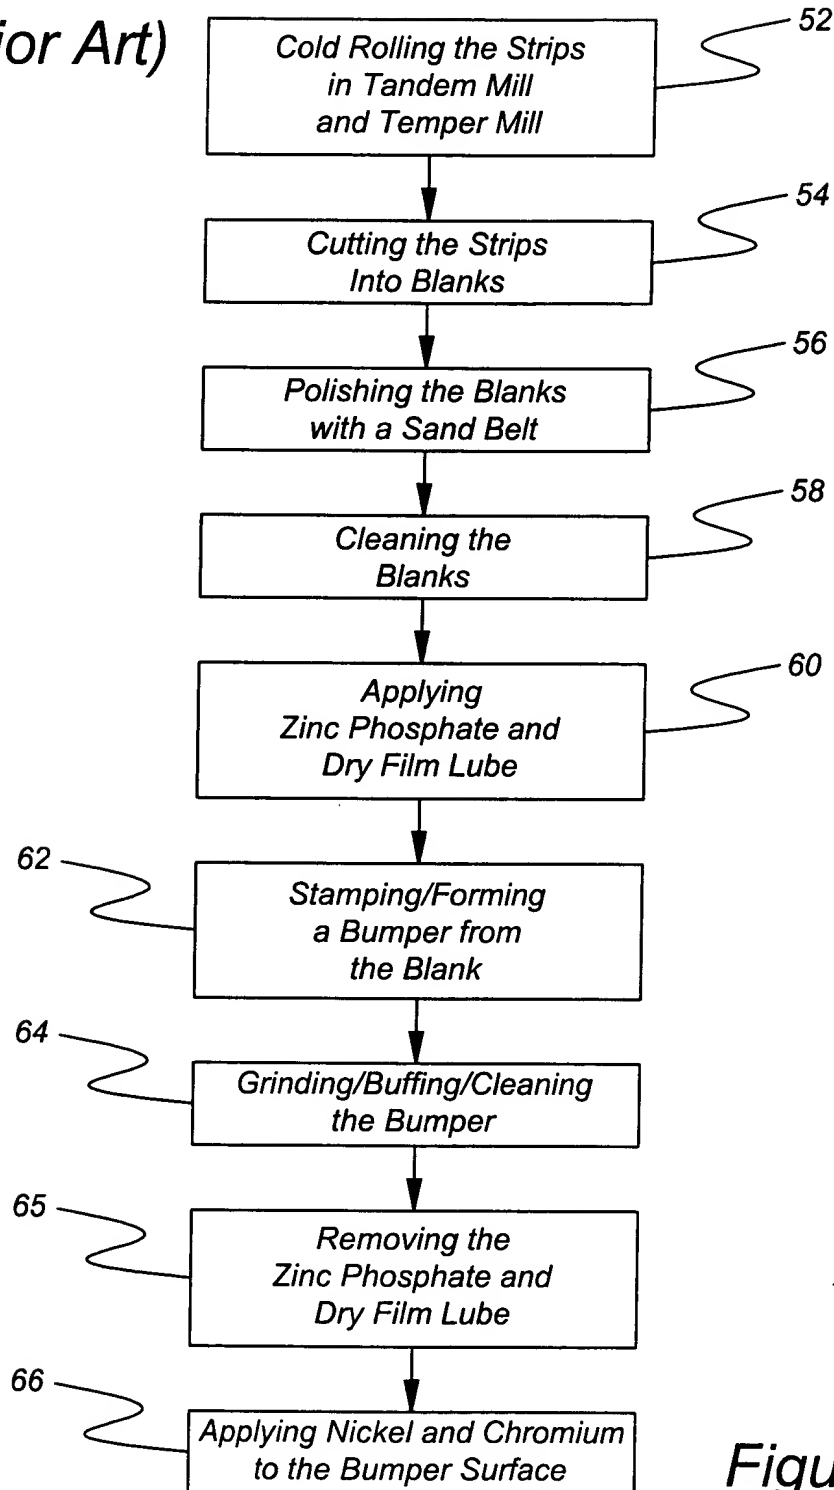 ior Art)
Cold Rolling the Strips
in Tandem Mill
and Temper Mill
52
Cutting the Strips
Into Blanks
54
Polishing the Blanks
with a Sand Belt
56
Cleaning the
Blanks
58
Applying
Zinc Phosphate and
Dry Film Lube
60
62
Stamping/Forming
a Bumper from
the Blank
64
Grinding/Buffing/Cleaning
the Bumper
65
Removing the
Zinc Phosphate and
Dry Film Lube
66
Applying Nickel and Chromium
to the Bumper Surface
Figu